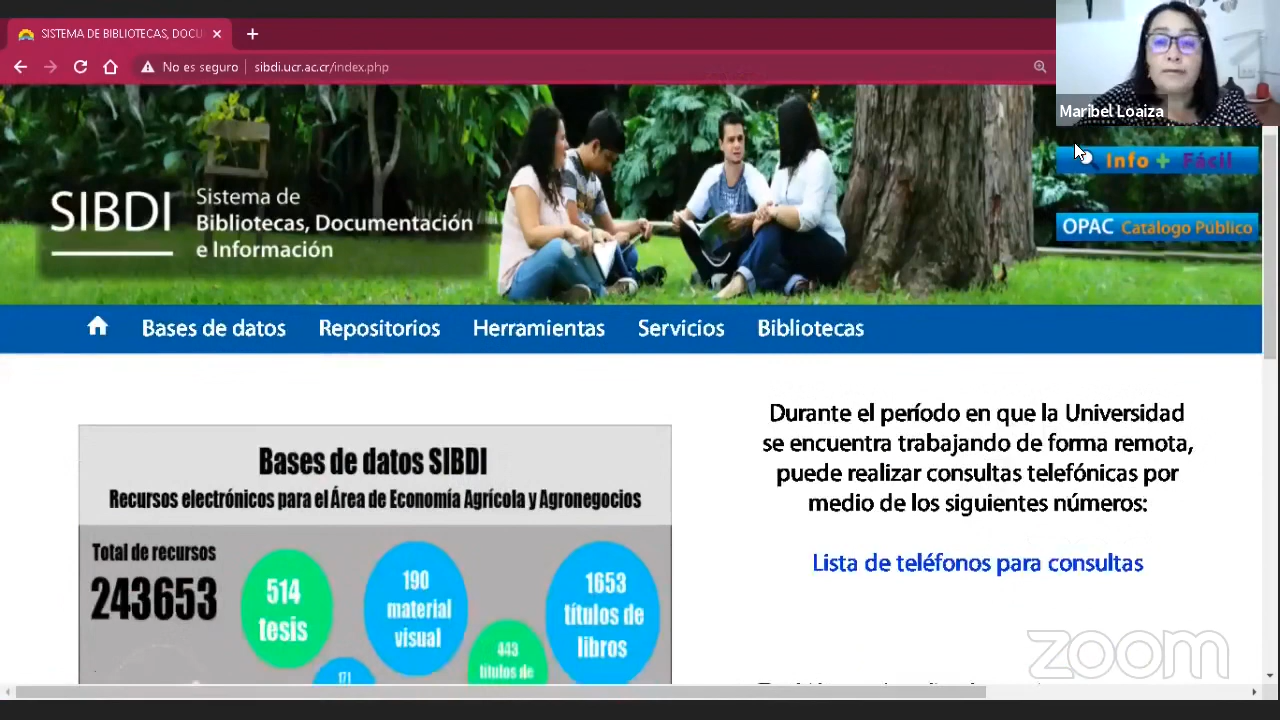 SISTEMA DE BIBLIOTECAS, DOCU
No es seguro
sibdi.ucr.ac.cr/index.php
Maribel Loaiza
Info + Fácil
OPAC Catálogo Público
SIBDI
Sistema de
Bibliotecas, Documentación
e Información
Bases de datos
Repositorios
Herramientas
Servicios
Bibliotecas
Bases de datos SIBDI
Recursos electrónicos para el Área de Economía Agrícola y Agronegocios
Total de recursos
243653
514
tesis
190
material
visual
1653
títulos de
libros
443
títulos de
171
Durante el período en que la Universidad
se encuentra trabajando de forma remota,
puede realizar consultas telefónicas por
medio de los siguientes números:
Lista de teléfonos para consultas
zoom